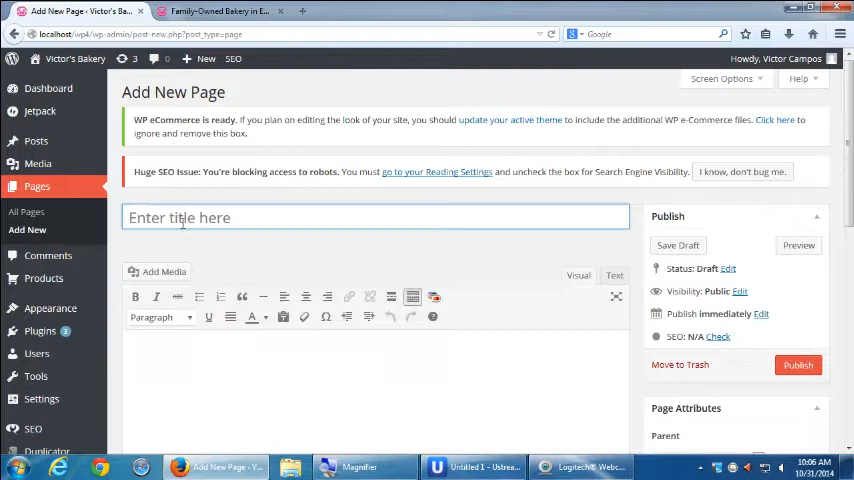 Add New Page ‹ Victor's B...
Family-Owned Bakery in E...
localhost/wp4/wp-admin/post-new.php?post_type=page
Google
Victor's Bakery
3
0
+ New
SEO
Howdy, Victor Campos
Dashboard
Jetpack
Posts
Media
Pages
All Pages
Add New
Comments
Products
Appearance
Plugins 3
Users
Tools
Settings
SEO
Duplicator
Screen Options
Help
Add New Page
WP eCommerce is ready. If you plan on editing the look of your site, you should update your active theme to include the additional WP e-Commerce files. Click here to
ignore and remove this box.
Huge SEO Issue: You're blocking access to robots. You must go to your Reading Settings and uncheck the box for Search Engine Visibility. I know, don't bug me.
Enter title here
Add Media
Visual
Text
B I ABC
Paragraph U A Ω
Publish
Save Draft
Preview
Status: Draft Edit
Visibility: Public Edit
Publish immediately Edit
SEO: N/A Check
Move to Trash
Publish
Page Attributes
Parent
Add New Page ‹ V...
Magnifier
Untitled 1 - Ustrea...
Logitech® Webc...
10:06 AM
10/31/2014